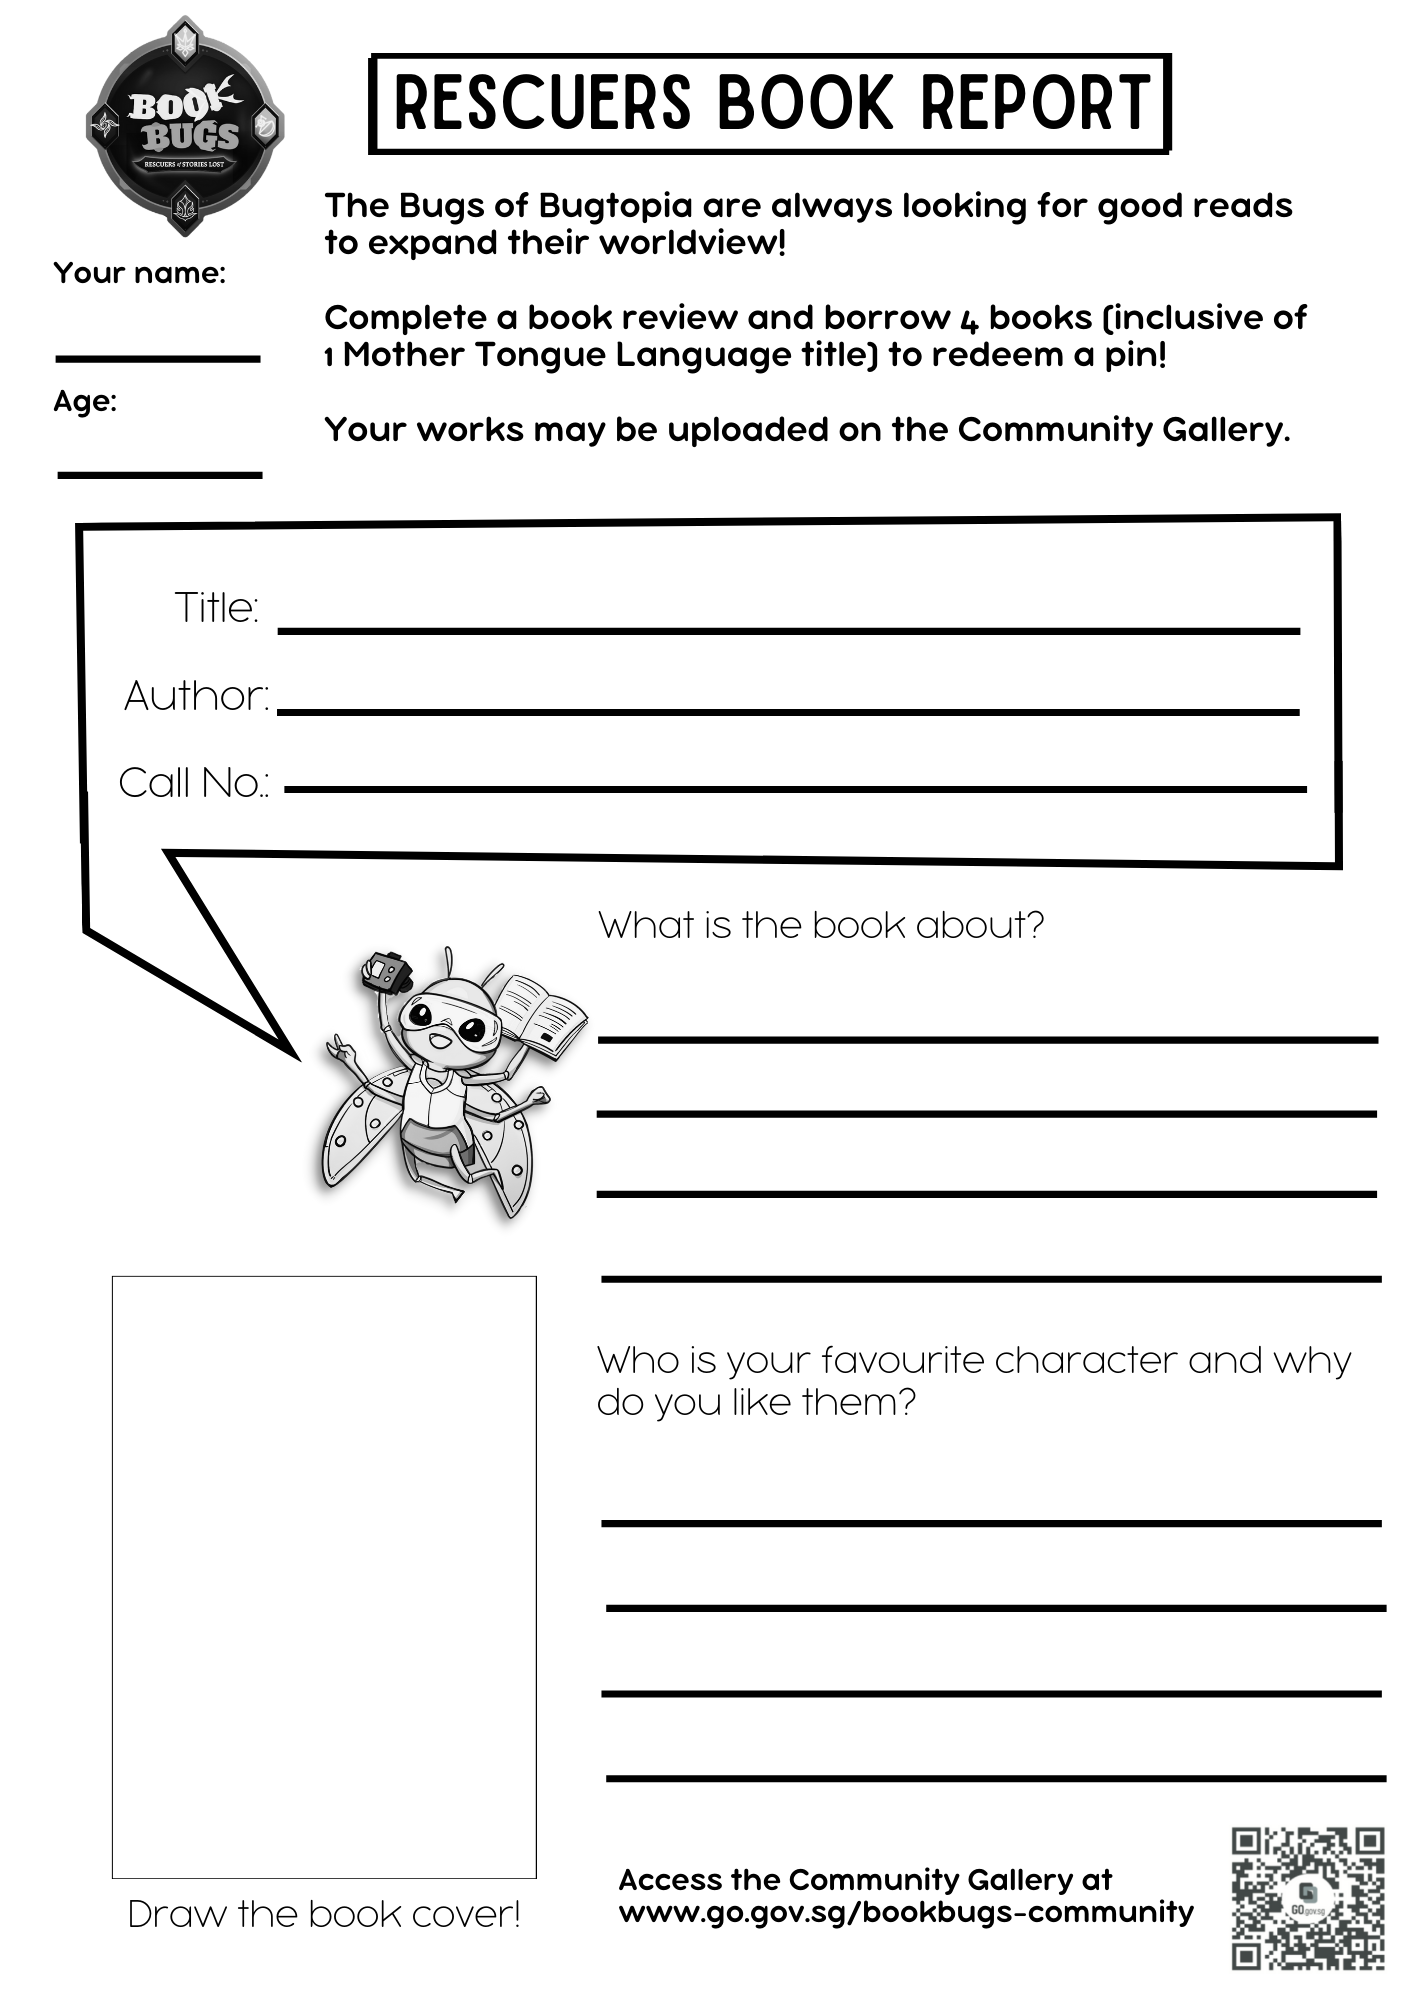 BOOK
BUGS
RESCUERS of STORIES LOST
RESCUERS BOOK REPORT
The Bugs of Bugtopia are always looking for good reads
to expand their worldview!
Your name:
Complete a book review and borrow 4 books (inclusive of
1 Mother Tongue Language title) to redeem a pin!
Age:
Your works may be uploaded on the Community Gallery.
Title:
Author:
Call No.:
What is the book about?
Who is your favourite character and why
do you like them?
Draw the book cover!
Access the Community Gallery at
www.go.gov.sg/bookbugs-community
GO.gov.sg